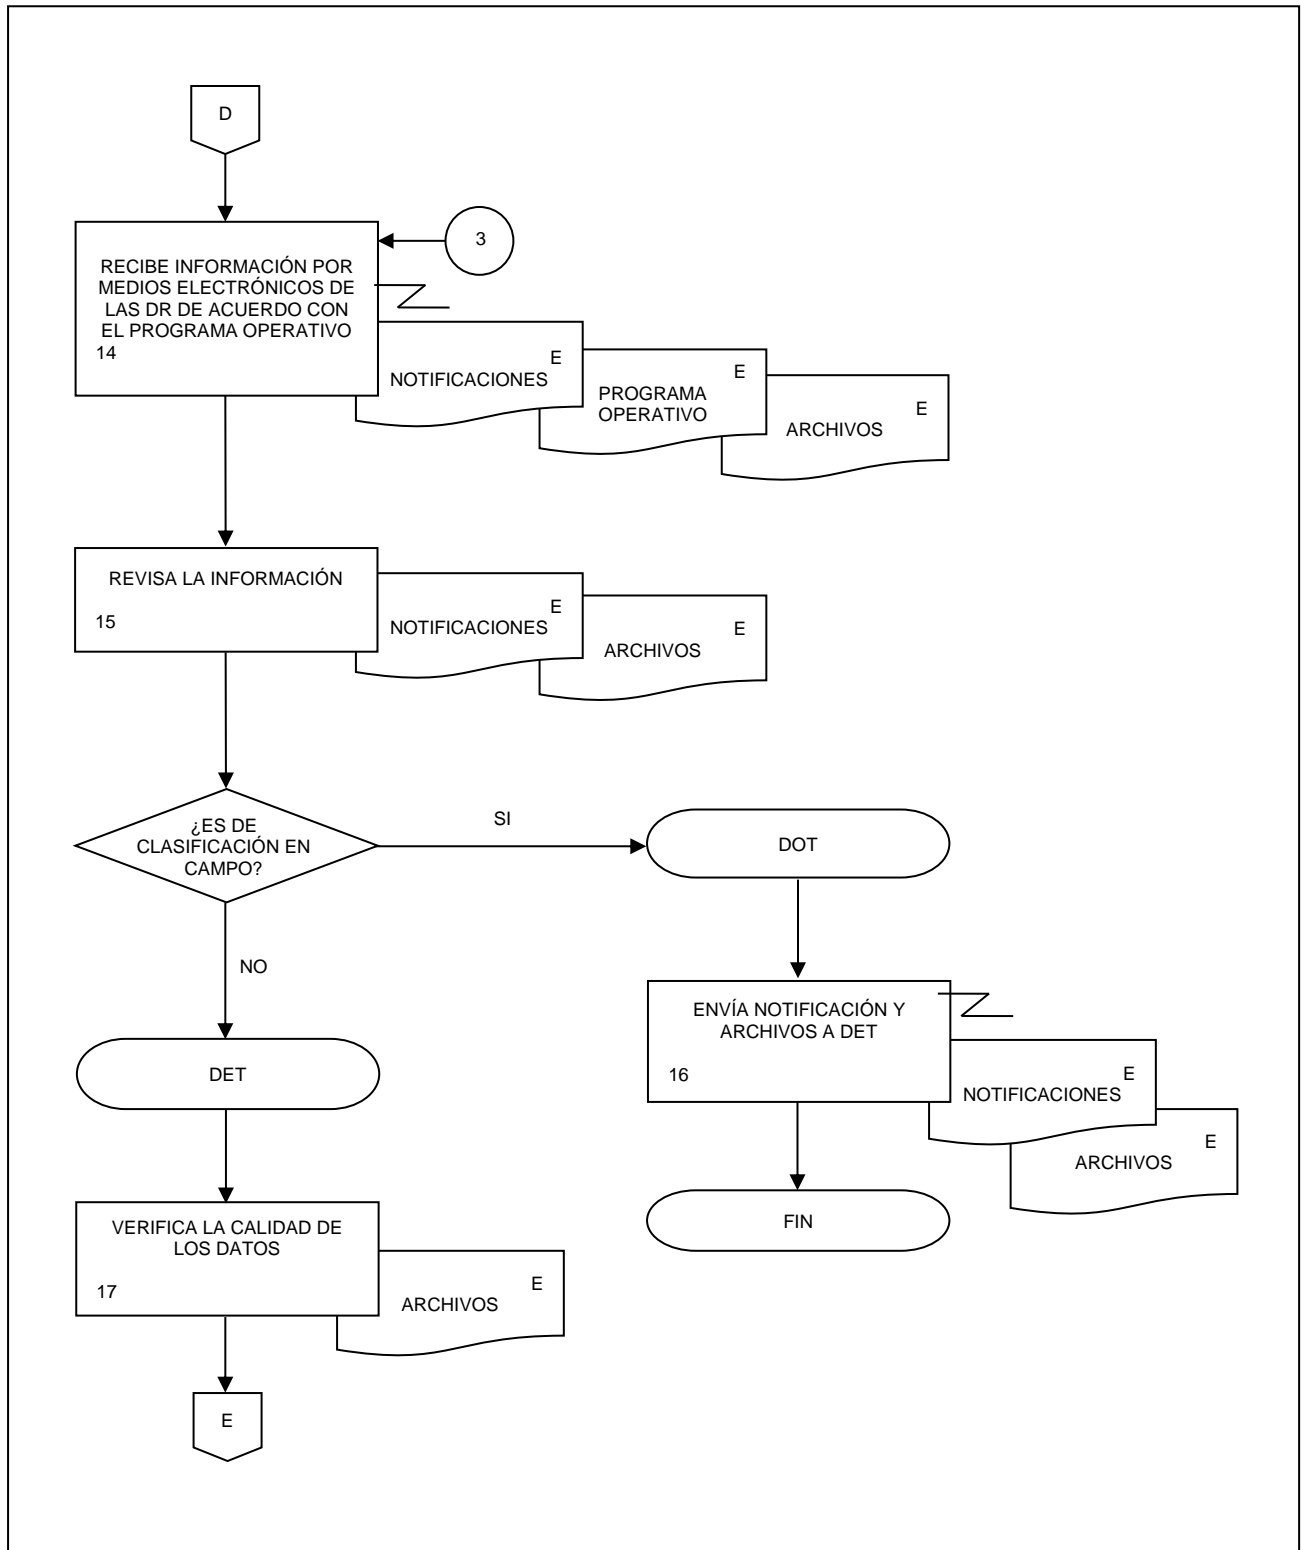 D
3
RECIBE INFORMACIÓN POR
MEDIOS ELECTRÓNICOS DE
LAS DR DE ACUERDO CON
EL PROGRAMA OPERATIVO
14
E
NOTIFICACIONES
E
PROGRAMA
OPERATIVO
E
ARCHIVOS
REVISA LA INFORMACIÓN
15
E
NOTIFICACIONES
E
ARCHIVOS
¿ES DE
CLASIFICACIÓN EN
CAMPO?
SI
DOT
NO
ENVÍA NOTIFICACIÓN Y
ARCHIVOS A DET
16
E
NOTIFICACIONES
E
ARCHIVOS
FIN
DET
VERIFICA LA CALIDAD DE
LOS DATOS
17
E
ARCHIVOS
E